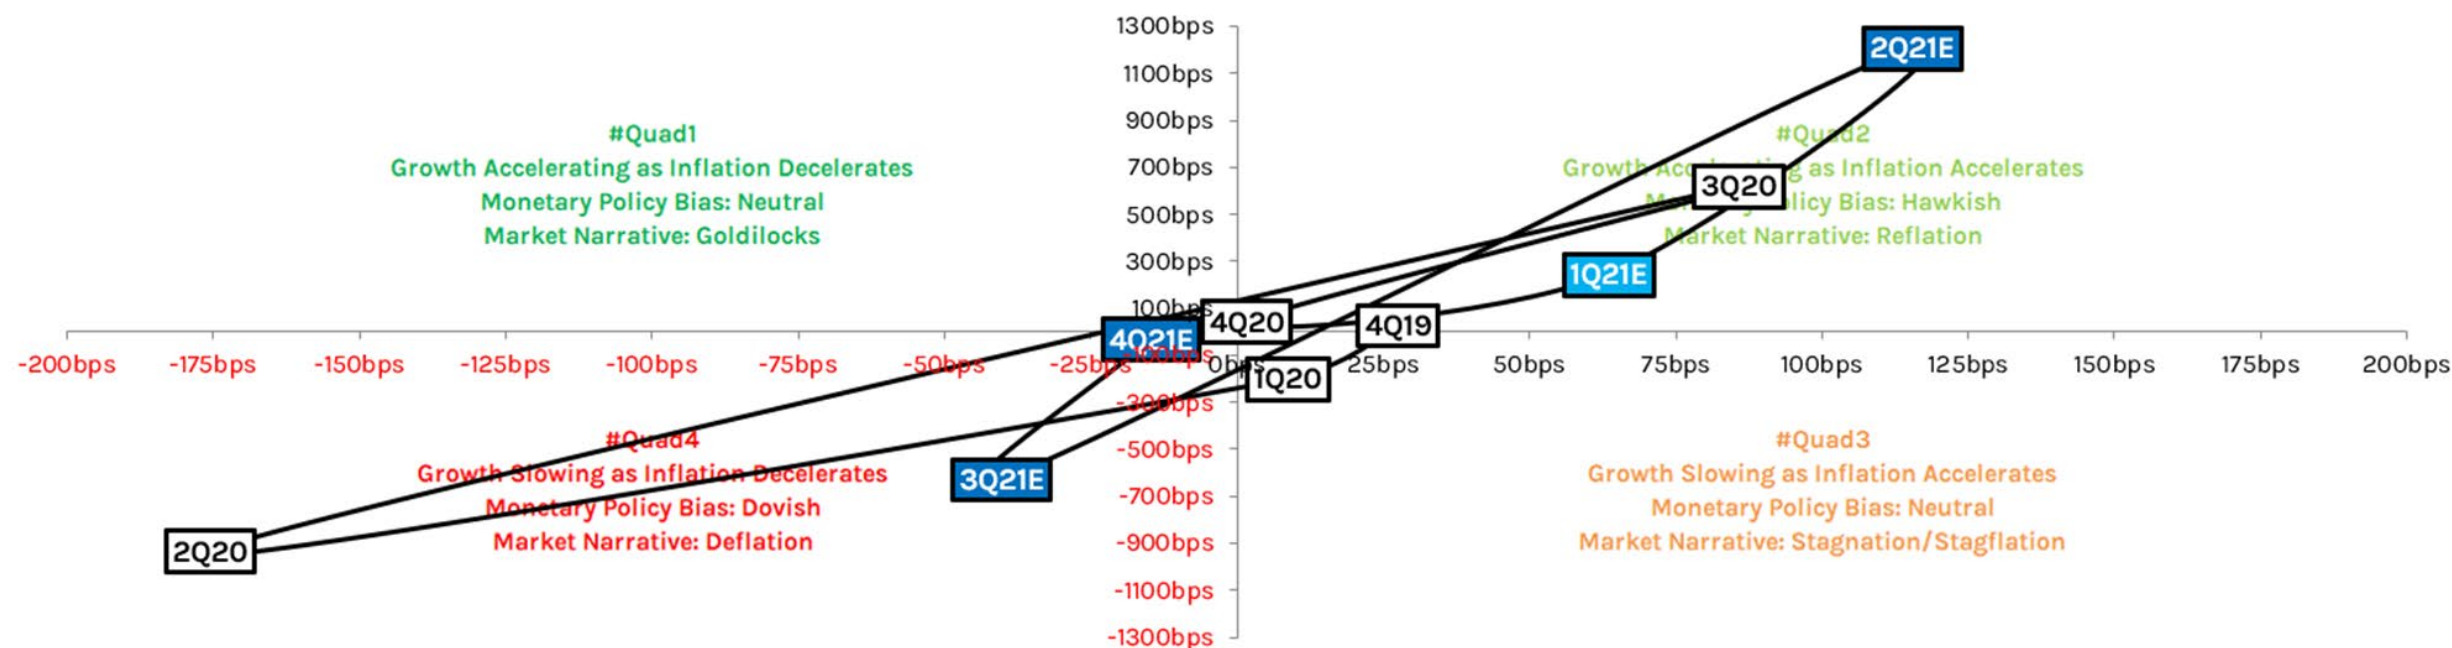 1300bps
2Q21E
1100bps
900bps
#Quad1
Growth Accelerating as Inflation Decelerates
Monetary Policy Bias: Neutral
Market Narrative: Goldilocks
#Quad2
Growth Accelerating as Inflation Accelerates
Monetary Policy Bias: Hawkish
Market Narrative: Reflation
700bps
3Q20
500bps
300bps
1Q21E
100bps
4Q20
4Q19
4Q21E
-100bps
-200bps -175bps -150bps -125bps -100bps -75bps -50bps -25bps 0bps 25bps 50bps 75bps 100bps 125bps 150bps 175bps 200bps
1Q20
-300bps
-500bps
3Q21E
-700bps
#Quad4
Growth Slowing as Inflation Decelerates
Monetary Policy Bias: Dovish
Market Narrative: Deflation
#Quad3
Growth Slowing as Inflation Accelerates
Monetary Policy Bias: Neutral
Market Narrative: Stagnation/Stagflation
2Q20
-900bps
-1100bps
-1300bps